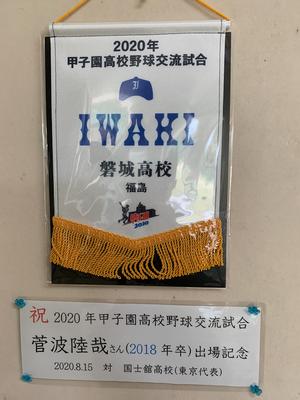 2020年
甲子園高校野球交流試合
I
IWAKI
磐城高校
福島
2020
祝 2020年甲子園高校野球交流試合
菅波陸哉さん(2018年卒)出場記念
2020.8.15 対 国士舘高校(東京代表)